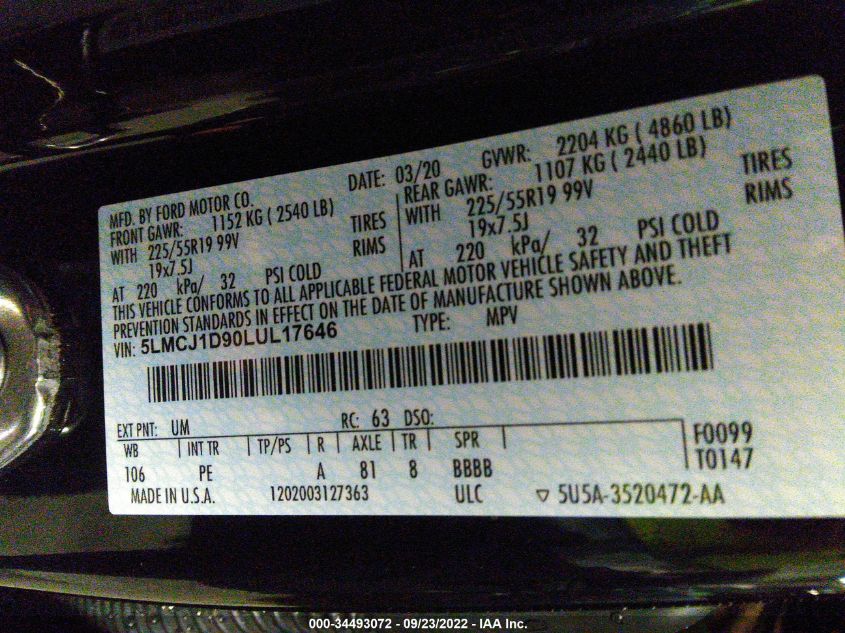 MFD. BY FORD MOTOR CO. DATE: 03/20 GVWR: 2204 KG ( 4860 LB)
FRONT GAWR: 1152 KG ( 2540 LB) REAR GAWR: 1107 KG ( 2440 LB)
WITH 225/55R19 99V TIRES WITH 225/55R19 99V TIRES
19x7.5J RIMS 19x7.5J RIMS
AT 220 kPa/ 32 PSI COLD AT 220 kPa/ 32 PSI COLD
THIS VEHICLE CONFORMS TO ALL APPLICABLE FEDERAL MOTOR VEHICLE SAFETY AND THEFT
PREVENTION STANDARDS IN EFFECT ON THE DATE OF MANUFACTURE SHOWN ABOVE.
VIN: 5LMCJ1D90LUL17646 TYPE: MPV
EXT PNT: UM RC: 63 DSO:
WB INT TR TP/PS R AXLE TR SPR F0099
106 PE A 81 8 BBBB T0147
MADE IN U.S.A. 1202003127363 ULC ▽ 5U5A-3520472-AA
000-34493072 - 09/23/2022 - IAA Inc.